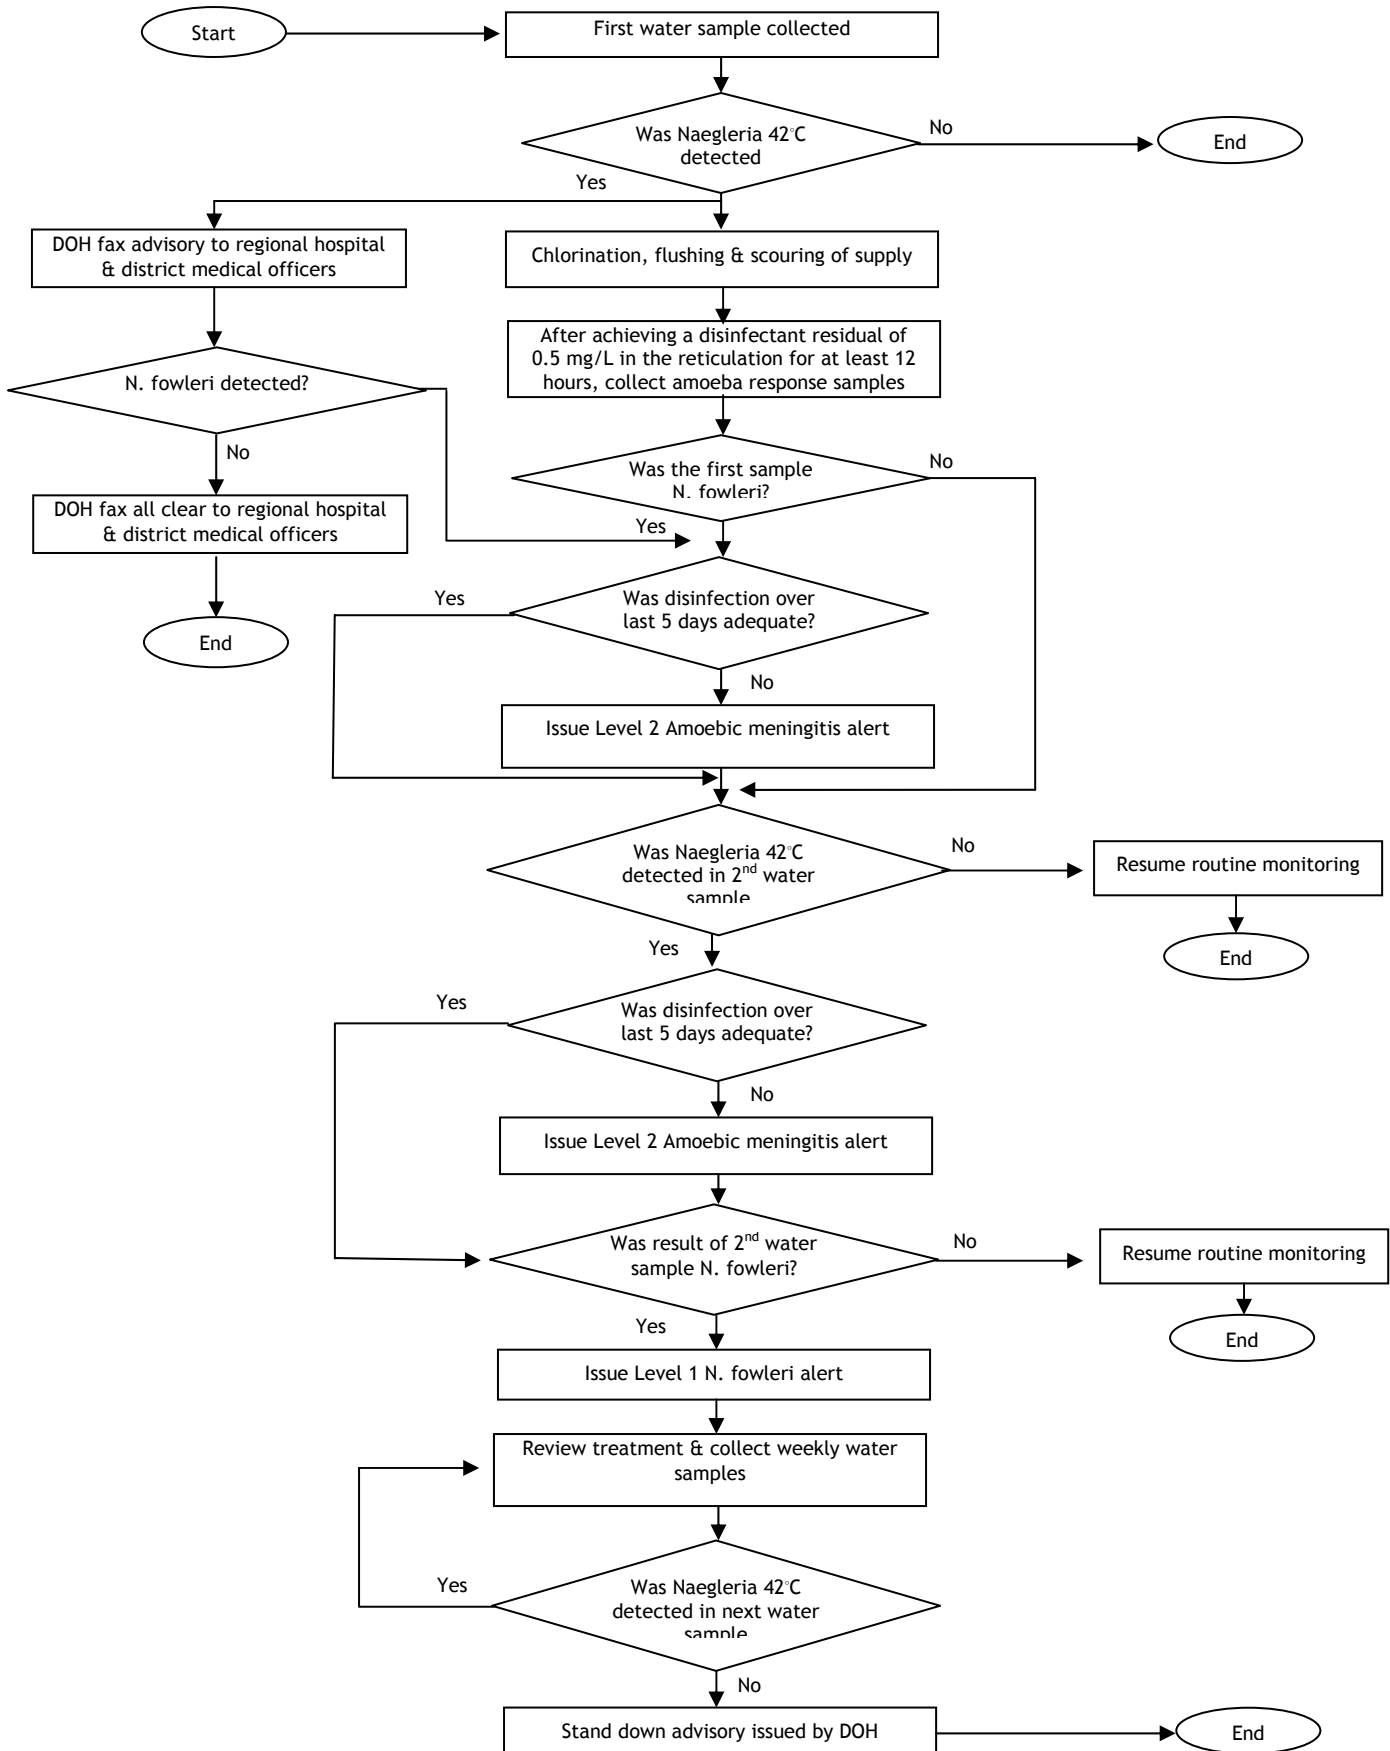 Start
First water sample collected
Was Naegleria 42°C
detected
No
End
Yes
DOH fax advisory to regional hospital
& district medical officers
Chlorination, flushing & scouring of supply
After achieving a disinfectant residual of
0.5 mg/L in the reticulation for at least 12
hours, collect amoeba response samples
N. fowleri detected?
No
Was the first sample
N. fowleri?
No
DOH fax all clear to regional hospital
& district medical officers
Yes
End
Yes
Was disinfection over
last 5 days adequate?
No
Issue Level 2 Amoebic meningitis alert
Was Naegleria 42°C
detected in 2nd water
sample
No
Resume routine monitoring
End
Yes
Yes
Was disinfection over
last 5 days adequate?
No
Issue Level 2 Amoebic meningitis alert
Was result of 2nd water
sample N. fowleri?
No
Resume routine monitoring
End
Yes
Issue Level 1 N. fowleri alert
Review treatment & collect weekly water
samples
Yes
Was Naegleria 42°C
detected in next water
sample
No
Stand down advisory issued by DOH
End